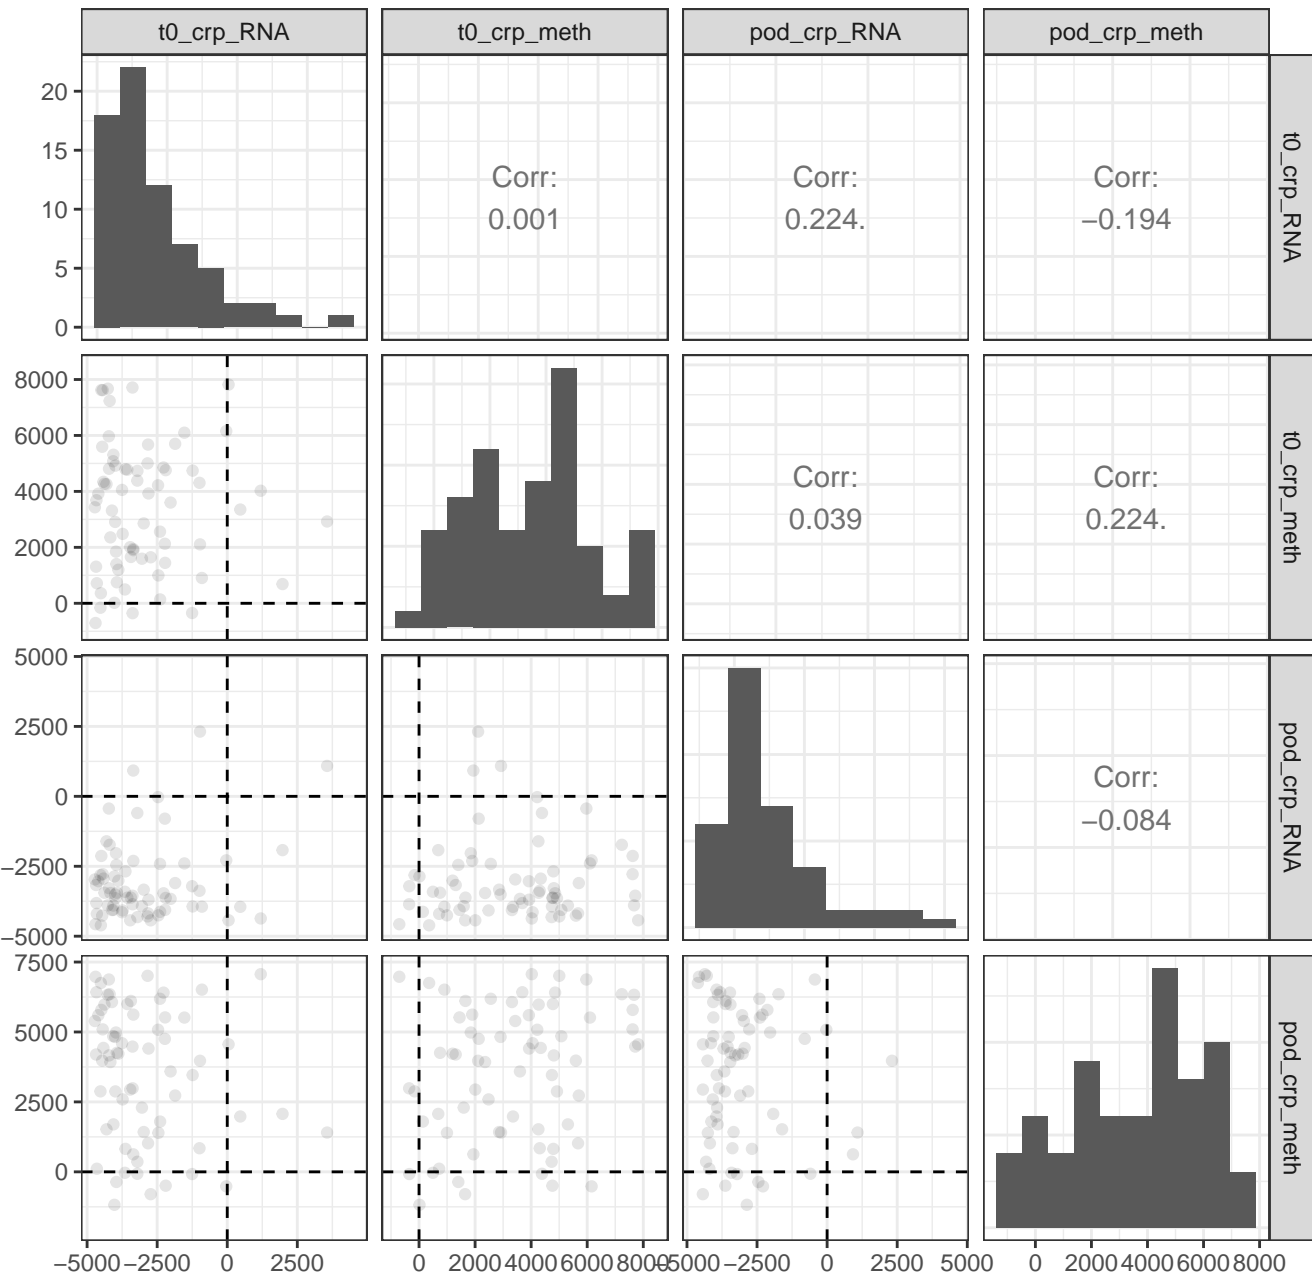 t0_crp_RNA t0_crp_meth pod_crp_RNA pod_crp_meth
20
15
10
5
0
Corr:
0.001
Corr:
0.224.
Corr:
−0.194
t0_crp_RNA
8000
6000
4000
2000
0
Corr:
0.039
Corr:
0.224.
t0_crp_meth
5000
2500
0
−2500
−5000
Corr:
−0.084
pod_crp_RNA
7500
5000
2500
0
pod_crp_meth
−5000 −2500 0 2500 0 2000 4000 6000 8000 −5000 −2500 0 2500 5000 0 2000 4000 6000 8000